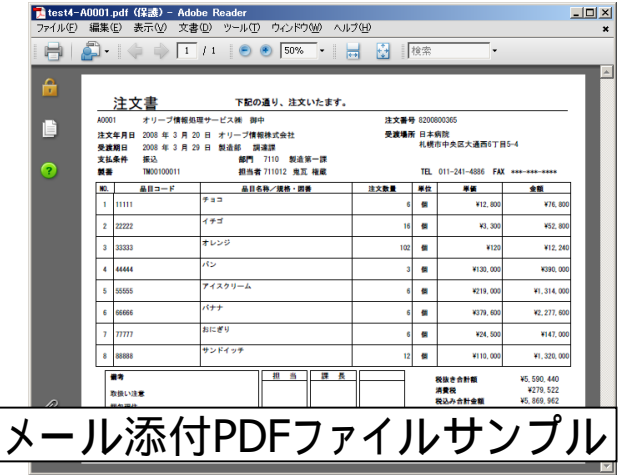 test4-A0001.pdf (保護) - Adobe Reader
ファイル(F) 編集(E) 表示(V) 文書(D) ツール(T) ウィンドウ(W) ヘルプ(H)
1 / 1 50% 検索
注文書 下記の通り、注文いたます。
A0001 オリーブ情報処理サービス㈱ 御中 注文番号 8200800365
注文年月日 2008 年 3 月 20 日 オリーブ情報株式会社 受渡場所 日本病院
受渡期日 2008 年 3 月 29 日 製造部 調達課 札幌市中央区大通西6丁目5-4
支払条件 振込 部門 7110 製造第一課
製番 TM00100011 担当者 711012 鬼瓦 権蔵 TEL 011-241-4886 FAX ***-***-****
NO. 品目コード 品目名称/規格・図番 注文数量 単位 単価 金額
1 11111 チョコ 6 個 ¥12,800 ¥76,800
2 22222 イチゴ 16 個 ¥3,300 ¥52,800
3 33333 オレンジ 102 個 ¥120 ¥12,240
4 44444 パン 3 個 ¥130,000 ¥390,000
5 55555 アイスクリーム 6 個 ¥219,000 ¥1,314,000
6 66666 バナナ 6 個 ¥379,600 ¥2,277,600
7 77777 おにぎり 6 個 ¥24,500 ¥147,000
8 88888 サンドイッチ 12 個 ¥110,000 ¥1,320,000
備考 担当 課長 税抜き合計額 ¥5,590,440
取扱い注意 消費税 ¥279,522
税込み合計金額 ¥5,869,962
メール添付PDFファイルサンプル